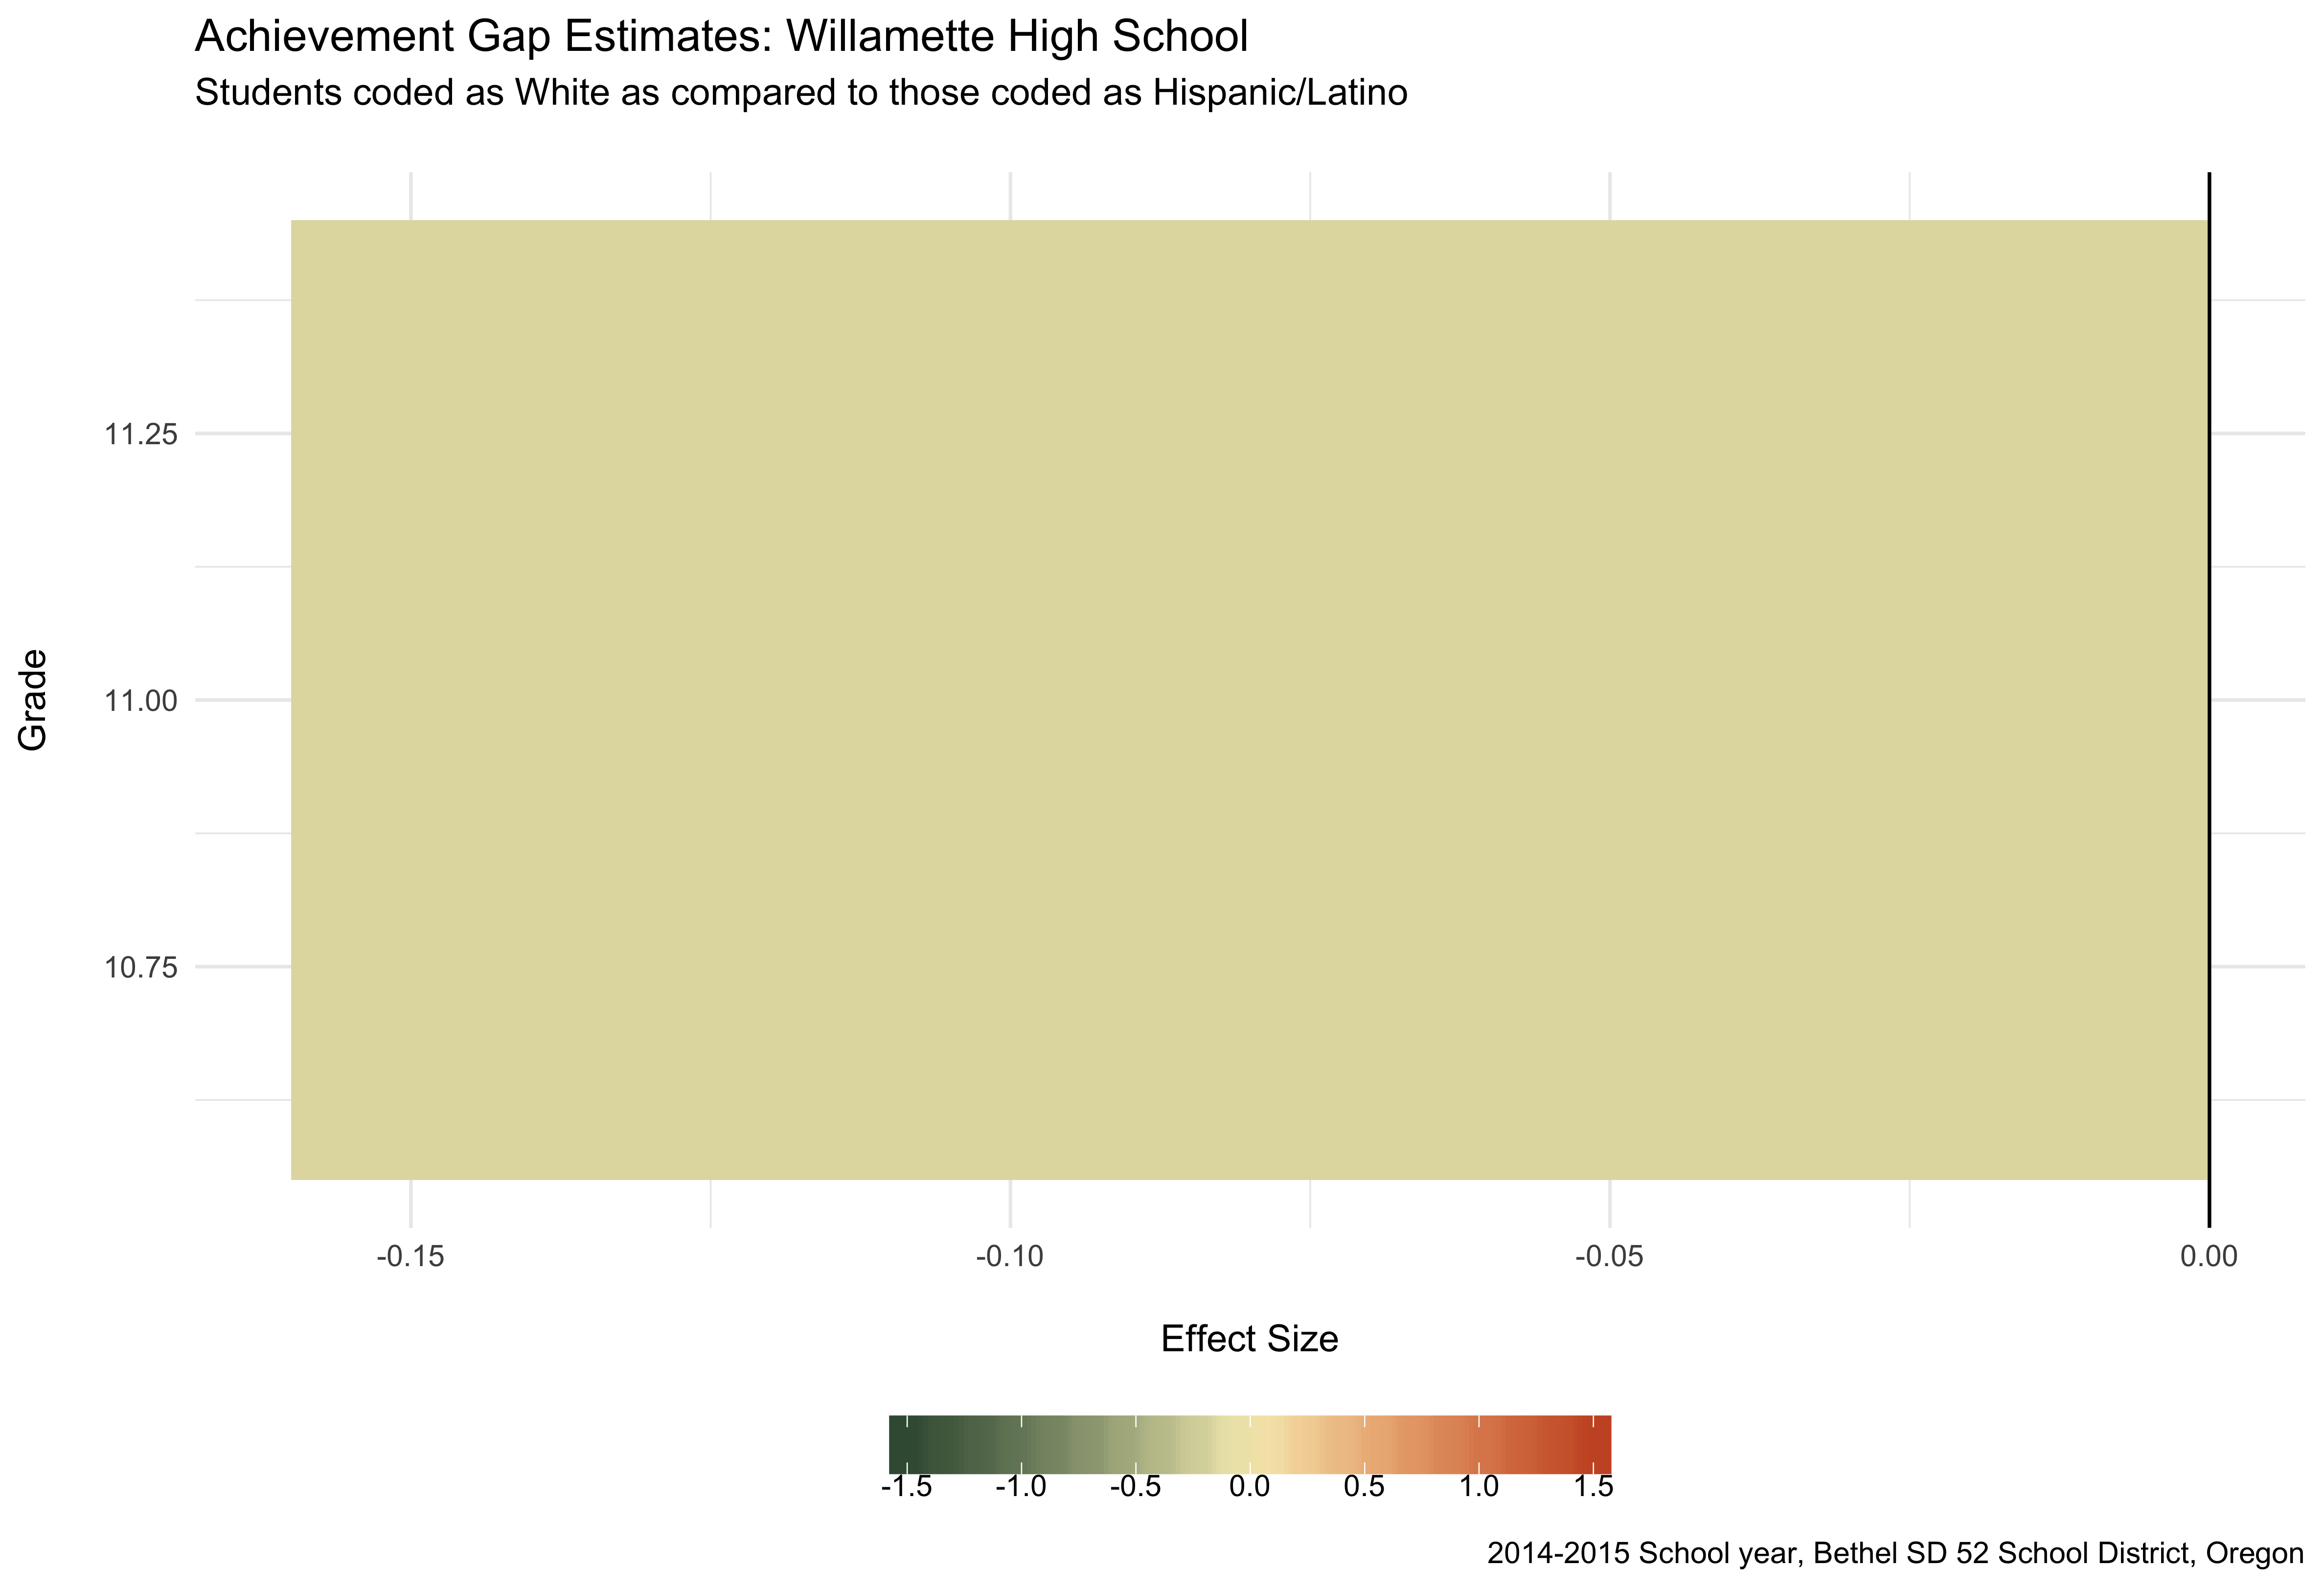 Achievement Gap Estimates: Willamette High School
Students coded as White as compared to those coded as Hispanic/Latino
11.25
Grade
11.00
10.75
-0.15 -0.10 -0.05 0.00
Effect Size
-1.5 -1.0 -0.5 0.0 0.5 1.0 1.5
2014-2015 School year, Bethel SD 52 School District, Oregon